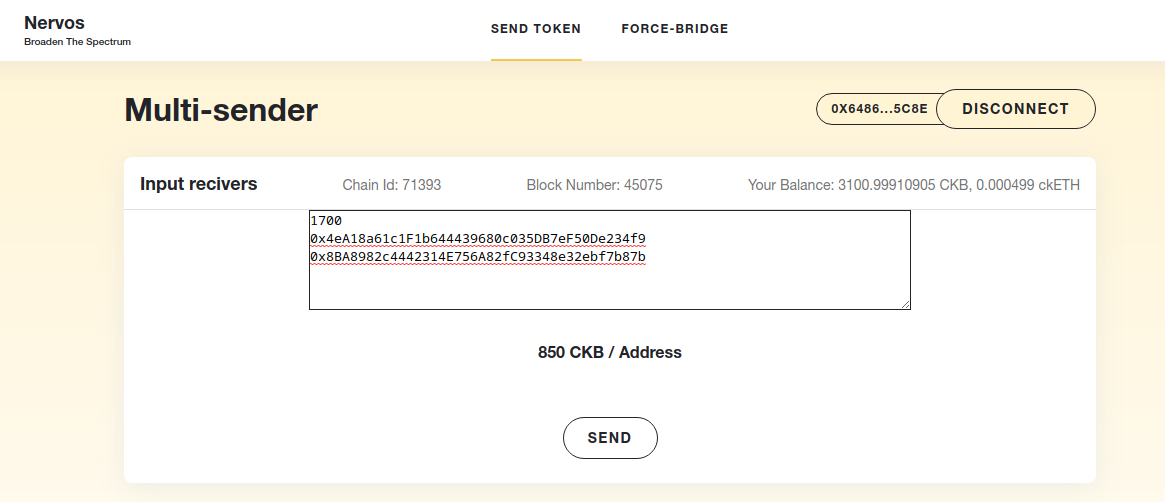 Nervos
Broaden The Spectrum
SEND TOKEN
FORCE-BRIDGE
Multi-sender
0X6486...5C8E
DISCONNECT
Input recivers
Chain Id: 71393
Block Number: 45075
Your Balance: 3100.99910905 CKB, 0.000499 ckETH
1700
0x4eA18a61c1F1b644439680c035DB7eF50De234f9
0x8BA8982c4442314E756A82fC93348e32ebf7b87b
850 CKB / Address
SEND